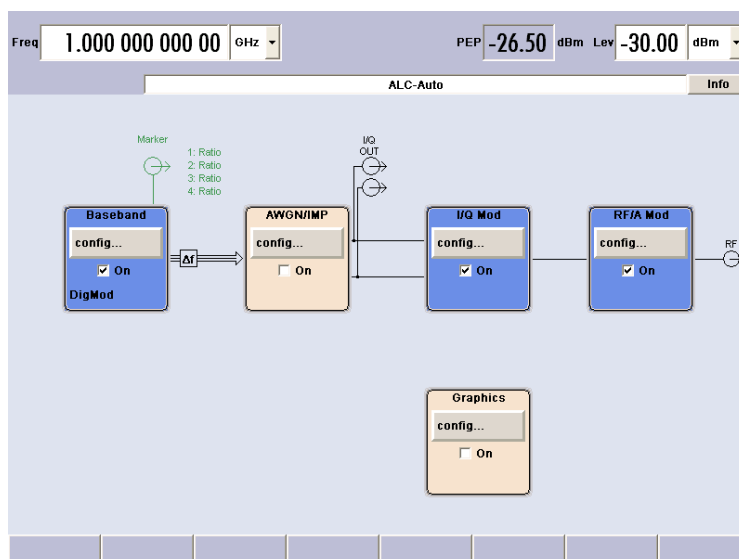 Freq 1.000 000 000 00 GHz PEP -26.50 dBm Lev -30.00 dBm
ALC-Auto Info
Marker
1: Ratio
2: Ratio
3: Ratio
4: Ratio
I/Q
OUT
Baseband
config...
On
DigMod
Δf
AWGN/IMP
config...
On
I/Q Mod
config...
On
RF/A Mod
config...
On
RF
Graphics
config...
On